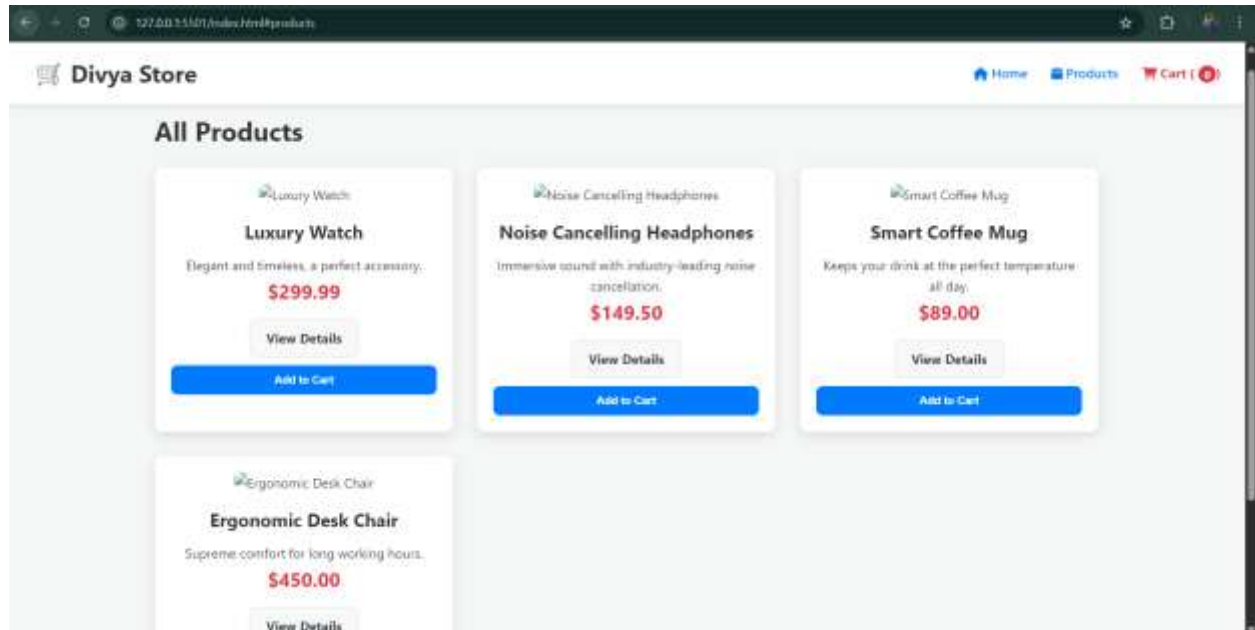 127.0.0.1:5501/index.html#products
Divya Store
Home
Products
Cart ( 0 )
All Products
Luxury Watch
Luxury Watch
Elegant and timeless, a perfect accessory.
$299.99
View Details
Add to Cart
Noise Cancelling Headphones
Noise Cancelling Headphones
Immersive sound with industry-leading noise
cancellation.
$149.50
View Details
Add to Cart
Smart Coffee Mug
Smart Coffee Mug
Keeps your drink at the perfect temperature
all day.
$89.00
View Details
Add to Cart
Ergonomic Desk Chair
Ergonomic Desk Chair
Supreme comfort for long working hours.
$450.00
View Details